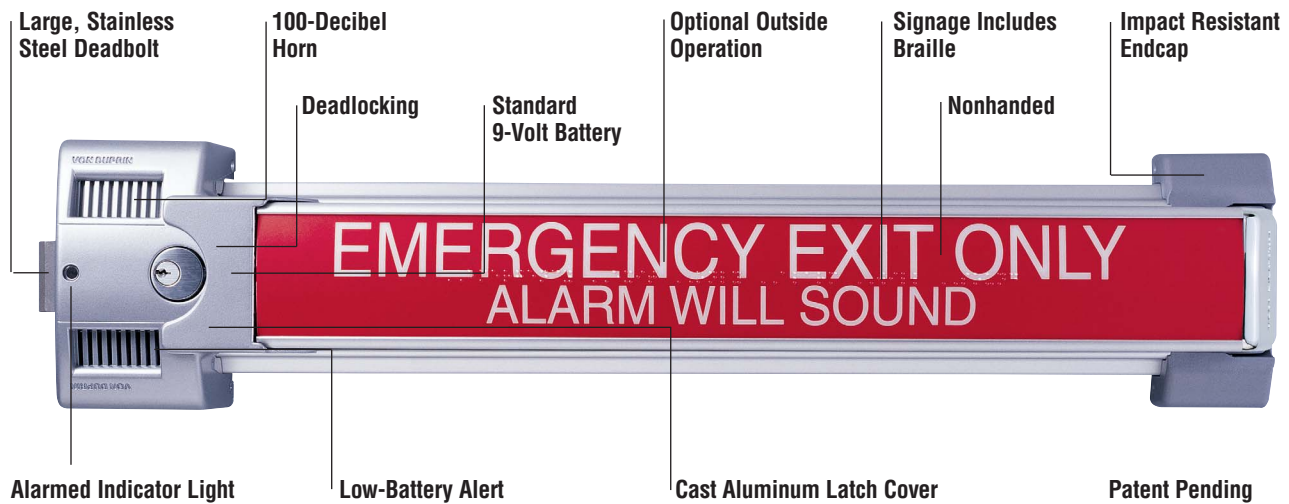 Large, Stainless
Steel Deadbolt
100-Decibel
Horn
Optional Outside
Operation
Signage Includes
Braille
Impact Resistant
Endcap
Deadlocking
Standard
9-Volt Battery
Nonhanded
VON DUPRIN
EMERGENCY EXIT ONLY
ALARM WILL SOUND
VON DUPRIN
Alarmed Indicator Light
Low-Battery Alert
Cast Aluminum Latch Cover
Patent Pending